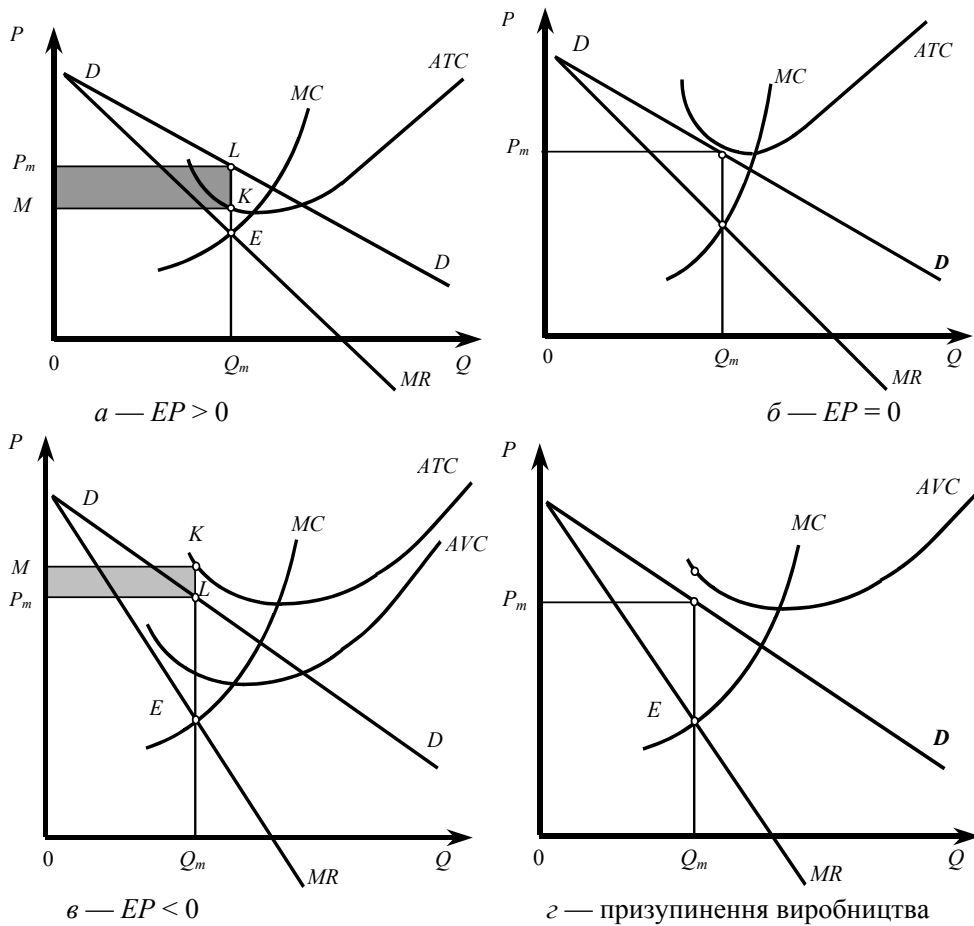 P
D
ATC
MC
P_m
L
M
K
E
D
0
Q_m
Q
MR
а — EP > 0
P
D
ATC
MC
P_m
D
0
Q_m
Q
MR
б — EP = 0
P
D
ATC
K
MC
AVC
M
L
P_m
E
D
0
Q_m
Q
MR
в — EP < 0
P
AVC
MC
P_m
E
D
0
Q_m
Q
MR
г — призупинення виробництва